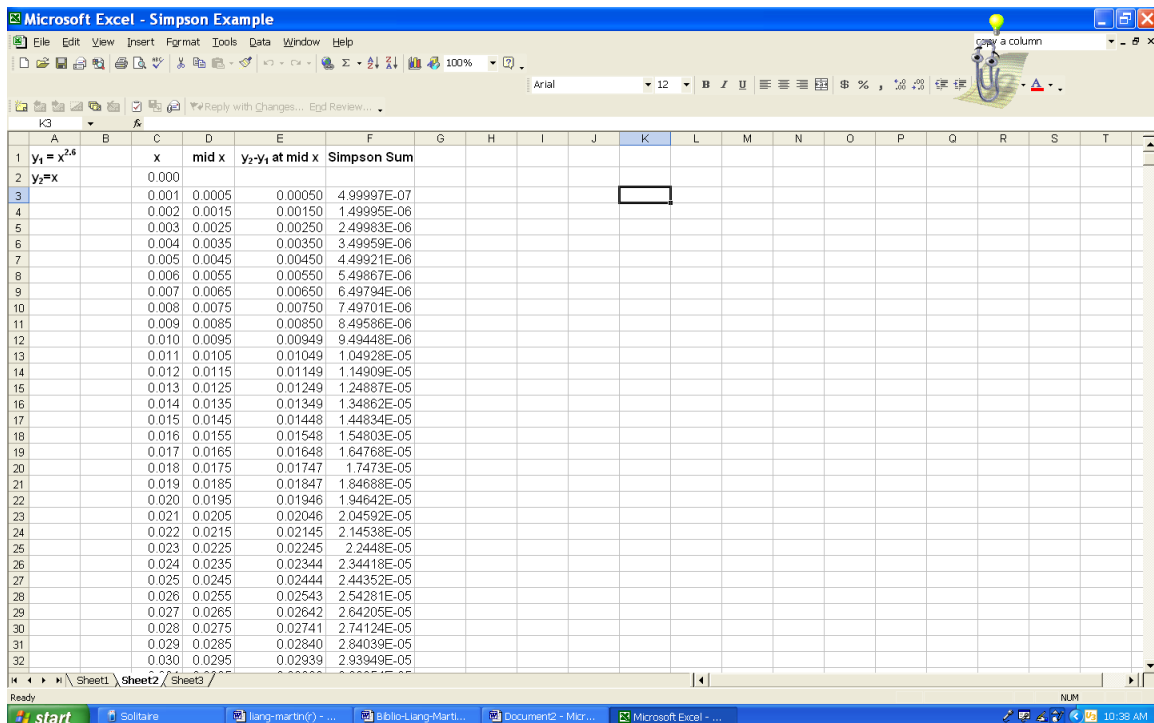 Microsoft Excel - Simpson Example
File Edit View Insert Format Tools Data Window Help
copy a column
100%
Arial 12 B I U $ % ,
Reply with Changes... End Review...
K3 fx
A B C D E F G H I J K L M N O P Q R S T
1 y₁ = x²·⁶ x mid x y₂-y₁ at mid x Simpson Sum
2 y₂=x 0.000
3 0.001 0.0005 0.00050 4.99997E-07
4 0.002 0.0015 0.00150 1.49995E-06
5 0.003 0.0025 0.00250 2.49983E-06
6 0.004 0.0035 0.00350 3.49959E-06
7 0.005 0.0045 0.00450 4.49921E-06
8 0.006 0.0055 0.00550 5.49867E-06
9 0.007 0.0065 0.00650 6.49794E-06
10 0.008 0.0075 0.00750 7.49701E-06
11 0.009 0.0085 0.00850 8.49586E-06
12 0.010 0.0095 0.00949 9.49448E-06
13 0.011 0.0105 0.01049 1.04928E-05
14 0.012 0.0115 0.01149 1.14909E-05
15 0.013 0.0125 0.01249 1.24887E-05
16 0.014 0.0135 0.01349 1.34862E-05
17 0.015 0.0145 0.01448 1.44834E-05
18 0.016 0.0155 0.01548 1.54803E-05
19 0.017 0.0165 0.01648 1.64768E-05
20 0.018 0.0175 0.01747 1.7473E-05
21 0.019 0.0185 0.01847 1.84688E-05
22 0.020 0.0195 0.01946 1.94642E-05
23 0.021 0.0205 0.02046 2.04592E-05
24 0.022 0.0215 0.02145 2.14538E-05
25 0.023 0.0225 0.02245 2.2448E-05
26 0.024 0.0235 0.02344 2.34418E-05
27 0.025 0.0245 0.02444 2.44352E-05
28 0.026 0.0255 0.02543 2.54281E-05
29 0.027 0.0265 0.02642 2.64205E-05
30 0.028 0.0275 0.02741 2.74124E-05
31 0.029 0.0285 0.02840 2.84039E-05
32 0.030 0.0295 0.02939 2.93949E-05
Sheet1 Sheet2 Sheet3
Ready NUM
start Solitaire liang-martin(r) - ... Biblio-Liang-Marti... Document2 - Micr... Microsoft Excel - ... 10:38 AM